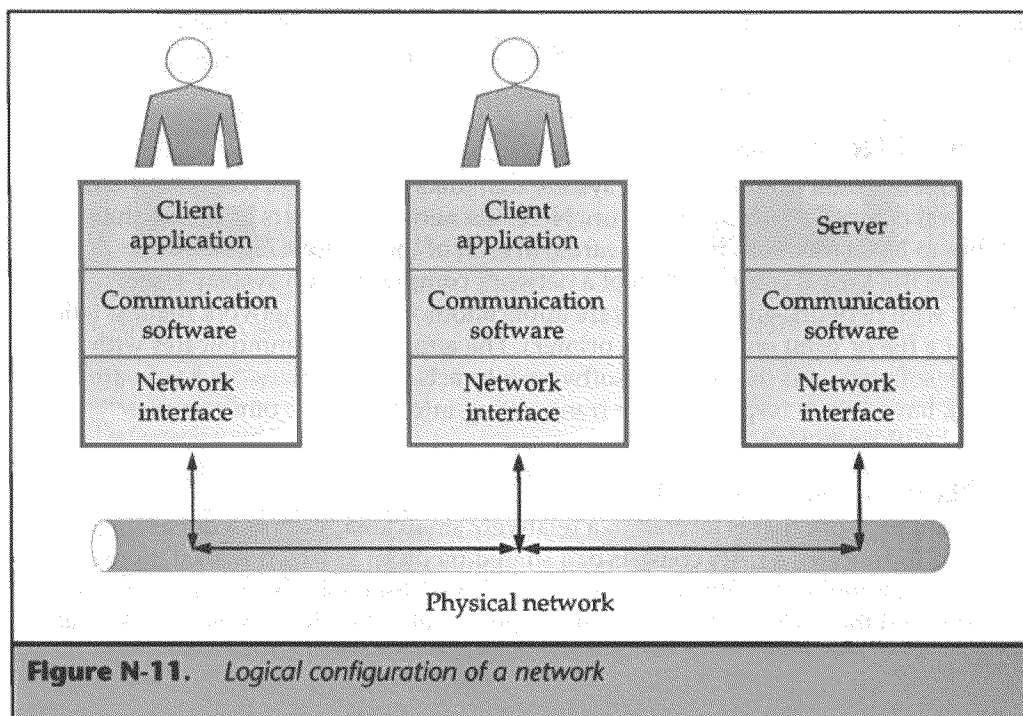 Client
application
Communication
software
Network
interface
Client
application
Communication
software
Network
interface
Server
Communication
software
Network
interface
Physical network
Figure N-11. Logical configuration of a network